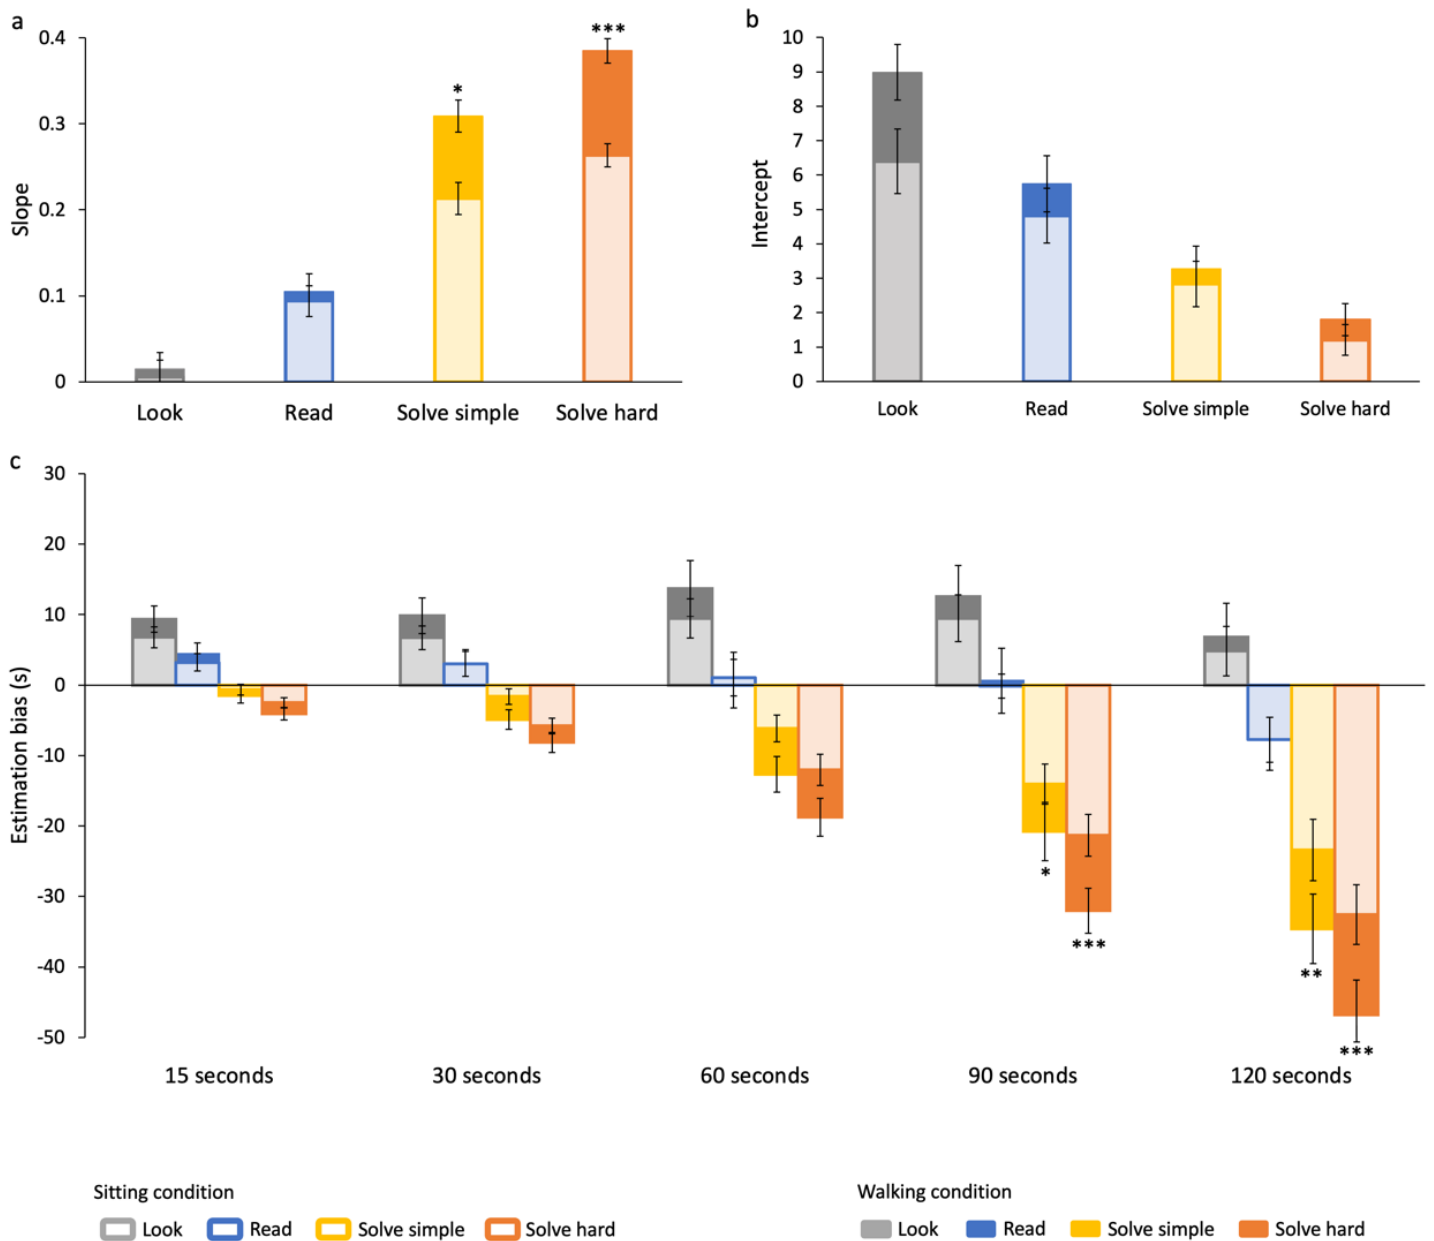 a
b
***
0.4
0.3
0.2
0.1
0
*
Slope
Look Read Solve simple Solve hard
10
9
8
7
6
5
4
3
2
1
0
Intercept
Look Read Solve simple Solve hard
c
30
20
10
0
-10
-20
-30
-40
-50
Estimation bias (s)
*
***
**
***
15 seconds 30 seconds 60 seconds 90 seconds 120 seconds
Sitting condition
Look Read Solve simple Solve hard
Walking condition
Look Read Solve simple Solve hard